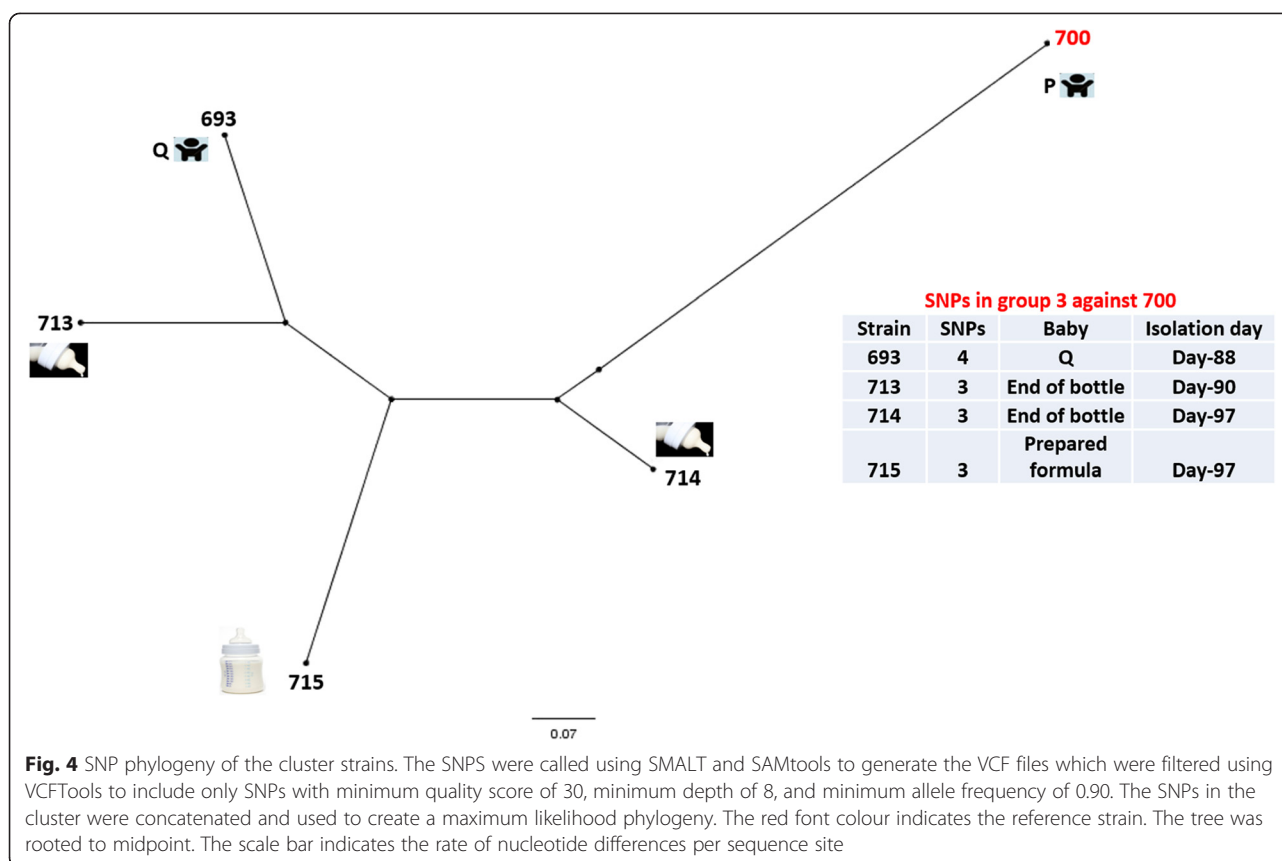 700
P
693
Q
713
714
715
0.07
SNPs in group 3 against 700
Strain SNPs Baby Isolation day
693 4 Q Day-88
713 3 End of bottle Day-90
714 3 End of bottle Day-97
715 3 Prepared formula Day-97
Fig. 4 SNP phylogeny of the cluster strains. The SNPS were called using SMALT and SAMtools to generate the VCF files which were filtered using
VCFTools to include only SNPs with minimum quality score of 30, minimum depth of 8, and minimum allele frequency of 0.90. The SNPs in the
cluster were concatenated and used to create a maximum likelihood phylogeny. The red font colour indicates the reference strain. The tree was
rooted to midpoint. The scale bar indicates the rate of nucleotide differences per sequence site